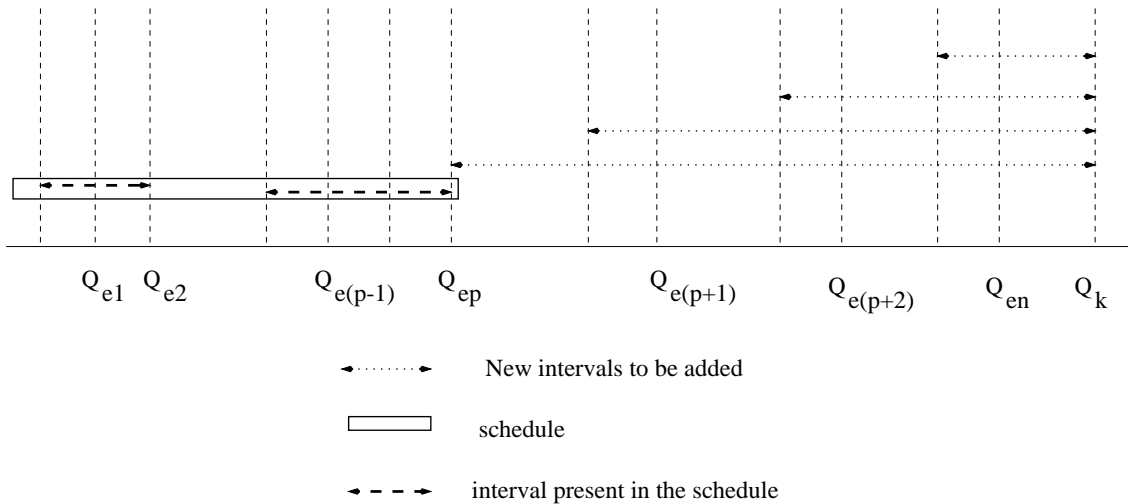 Q_e1 Q_e2 Q_e(p-1) Q_ep Q_e(p+1) Q_e(p+2) Q_en Q_k
New intervals to be added
schedule
interval present in the schedule